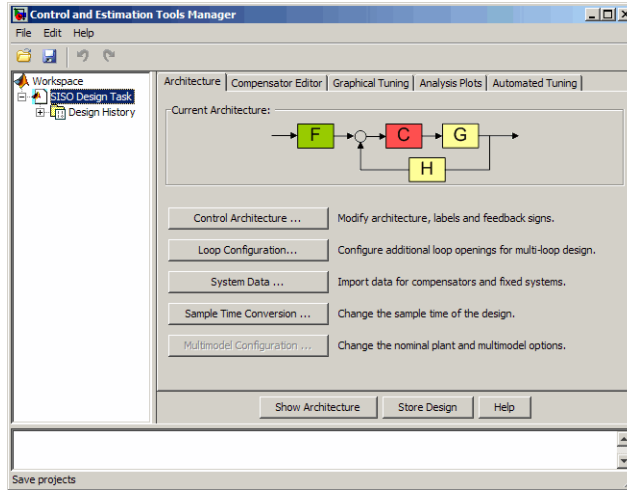 Control and Estimation Tools Manager
File Edit Help
Workspace
SISO Design Task
Design History
Architecture Compensator Editor Graphical Tuning Analysis Plots Automated Tuning
Current Architecture:
F C G
H
Control Architecture ... Modify architecture, labels and feedback signs.
Loop Configuration... Configure additional loop openings for multi-loop design.
System Data ... Import data for compensators and fixed systems.
Sample Time Conversion ... Change the sample time of the design.
Multimodel Configuration ... Change the nominal plant and multimodel options.
Show Architecture Store Design Help
Save projects